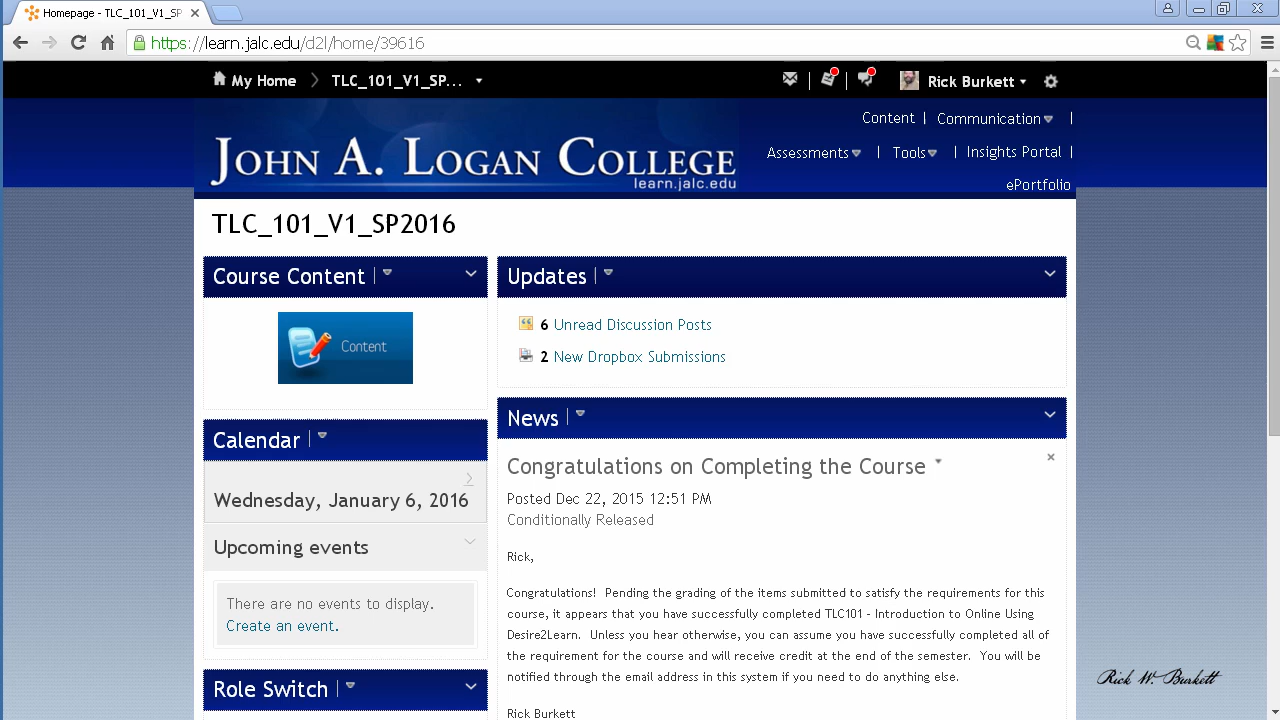 Homepage - TLC_101_V1_SP
https://learn.jalc.edu/d2l/home/39616
My Home TLC_101_V1_SP... Rick Burkett
Content | Communication |
JOHN A. LOGAN COLLEGE
learn.jalc.edu
Assessments | Tools | Insights Portal |
ePortfolio
TLC_101_V1_SP2016
Course Content
Content
Calendar
Wednesday, January 6, 2016
Upcoming events
There are no events to display.
Create an event.
Role Switch
Updates
6 Unread Discussion Posts
2 New Dropbox Submissions
News
Congratulations on Completing the Course
Posted Dec 22, 2015 12:51 PM
Conditionally Released
Rick,
Congratulations! Pending the grading of the items submitted to satisfy the requirements for this
course, it appears that you have successfully completed TLC101 - Introduction to Online Using
Desire2Learn. Unless you hear otherwise, you can assume you have successfully completed all of
the requirement for the course and will receive credit at the end of the semester. You will be
notified through the email address in this system if you need to do anything else.
Rick Burkett
Rick W. Burkett